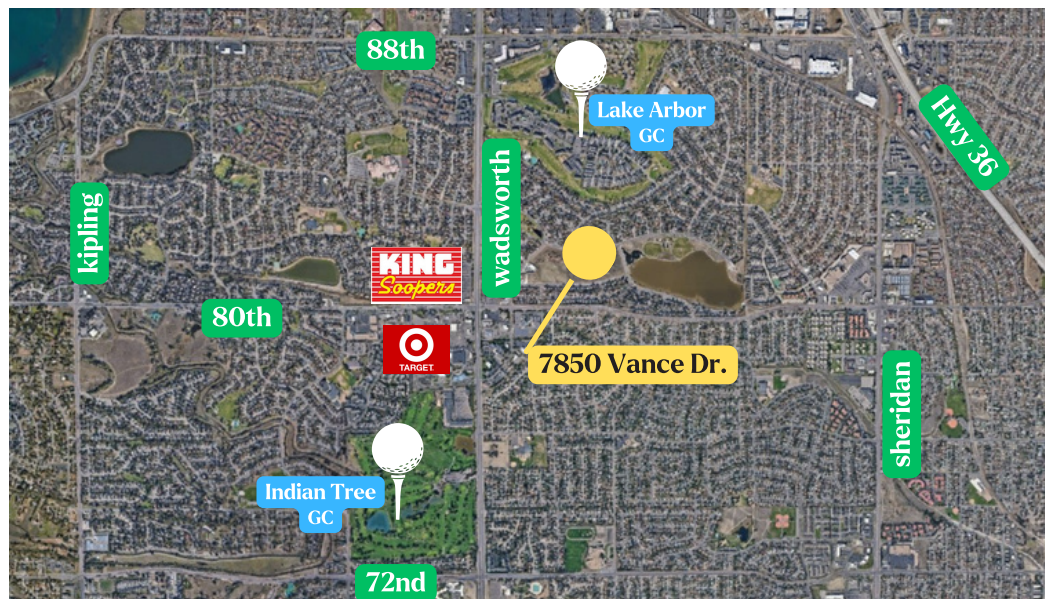 88th
Lake Arbor
GC
Hwy 36
wadsworth
kipling
KING
Soopers
80th
TARGET
7850 Vance Dr.
sheridan
Indian Tree
GC
72nd